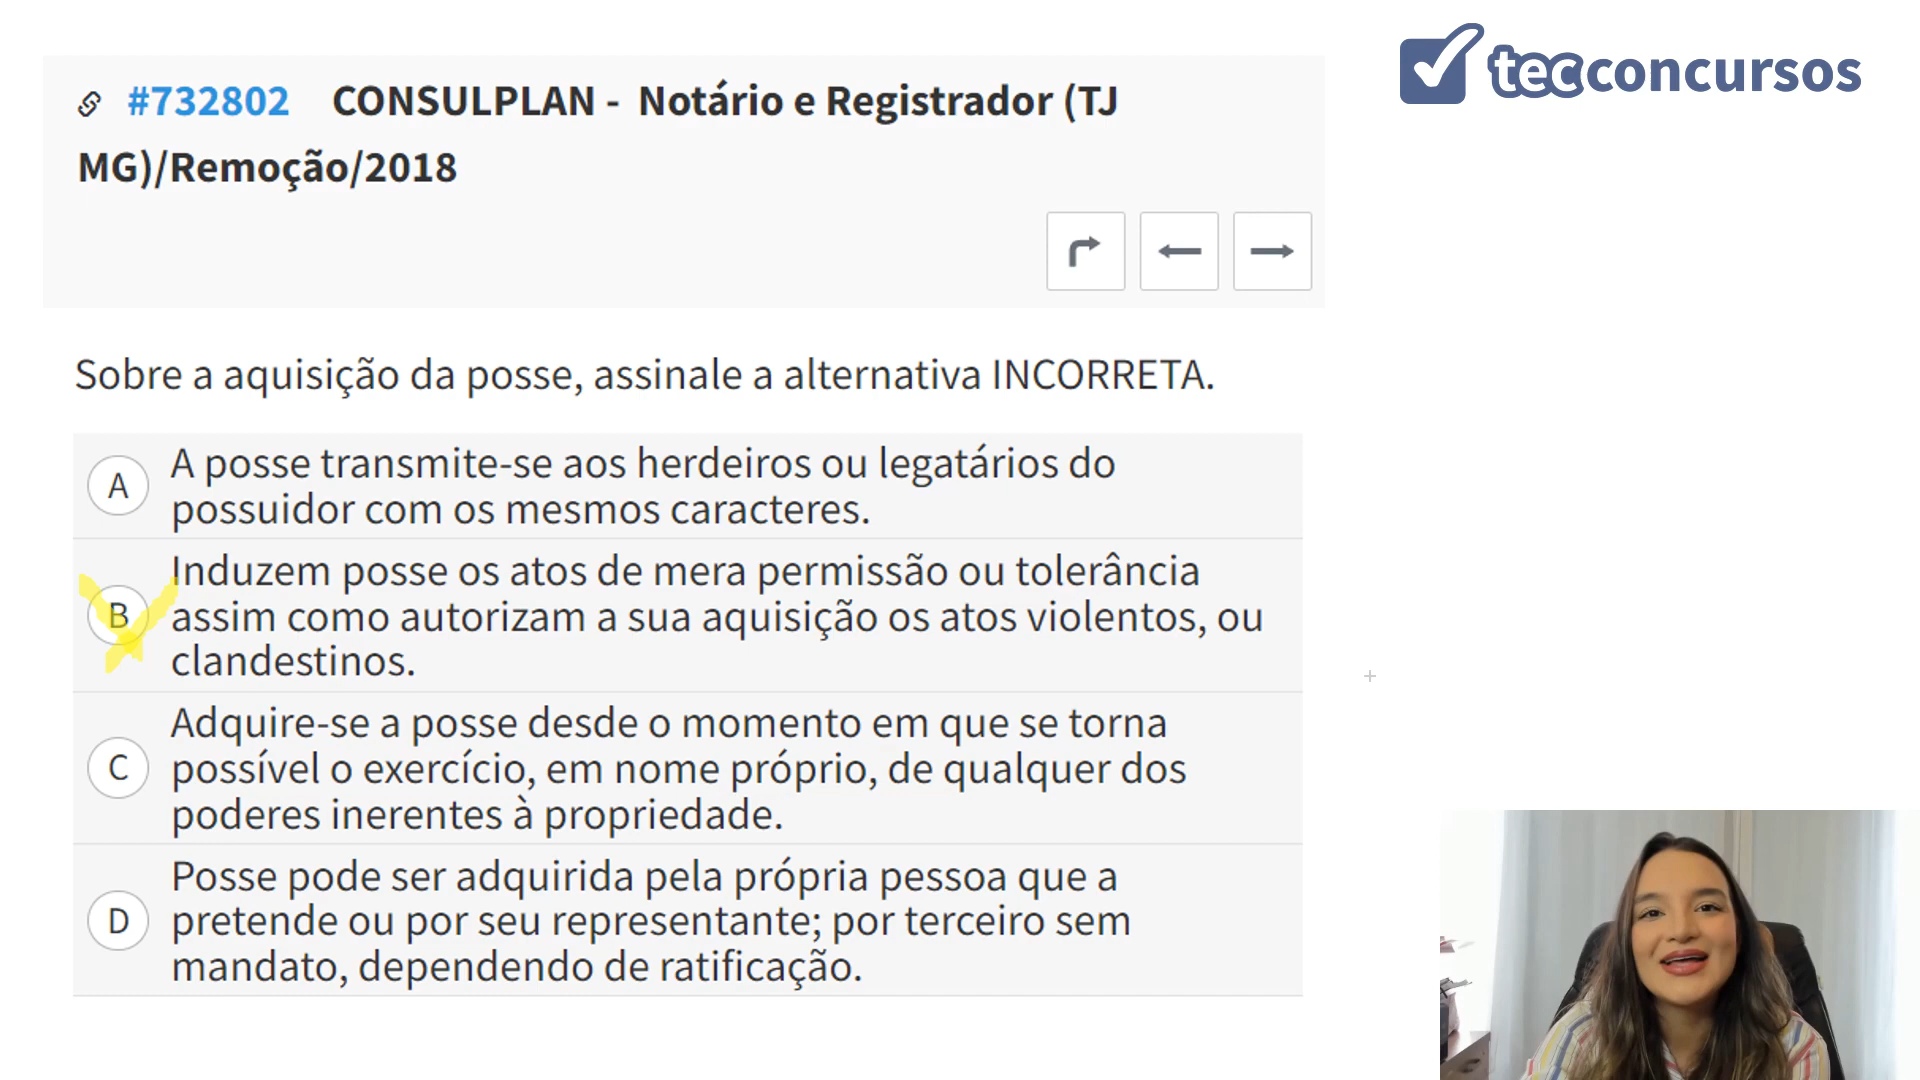 tecconcursos
#732802 CONSULPLAN - Notário e Registrador (TJ
MG)/Remoção/2018
Sobre a aquisição da posse, assinale a alternativa INCORRETA.
A posse transmite-se aos herdeiros ou legatários do
A
possuidor com os mesmos caracteres.
Induzem posse os atos de mera permissão ou tolerância
B assim como autorizam a sua aquisição os atos violentos, ou
clandestinos.
Adquire-se a posse desde o momento em que se torna
C possível o exercício, em nome próprio, de qualquer dos
poderes inerentes à propriedade.
Posse pode ser adquirida pela própria pessoa que a
D pretende ou por seu representante; por terceiro sem
mandato, dependendo de ratificação.